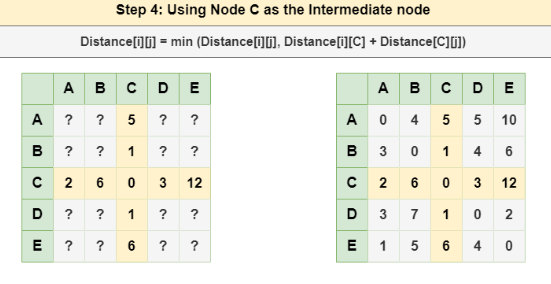 Step 4: Using Node C as the Intermediate node
Distance[i][j] = min (Distance[i][j], Distance[i][C] + Distance[C][j])
A B C D E
A ? ? 5 ? ?
B ? ? 1 ? ?
C 2 6 0 3 12
D ? ? 1 ? ?
E ? ? 6 ? ?
A B C D E
A 0 4 5 5 10
B 3 0 1 4 6
C 2 6 0 3 12
D 3 7 1 0 2
E 1 5 6 4 0